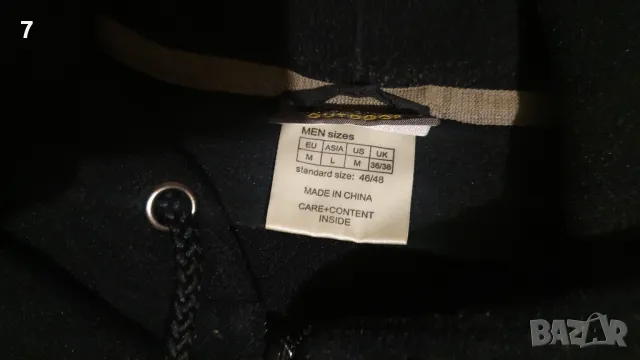 7
OUTDOOR
MEN sizes
EU ASIA US UK
M L M 36/38
standard size: 46/48
MADE IN CHINA
CARE+CONTENT
INSIDE
BAZAR